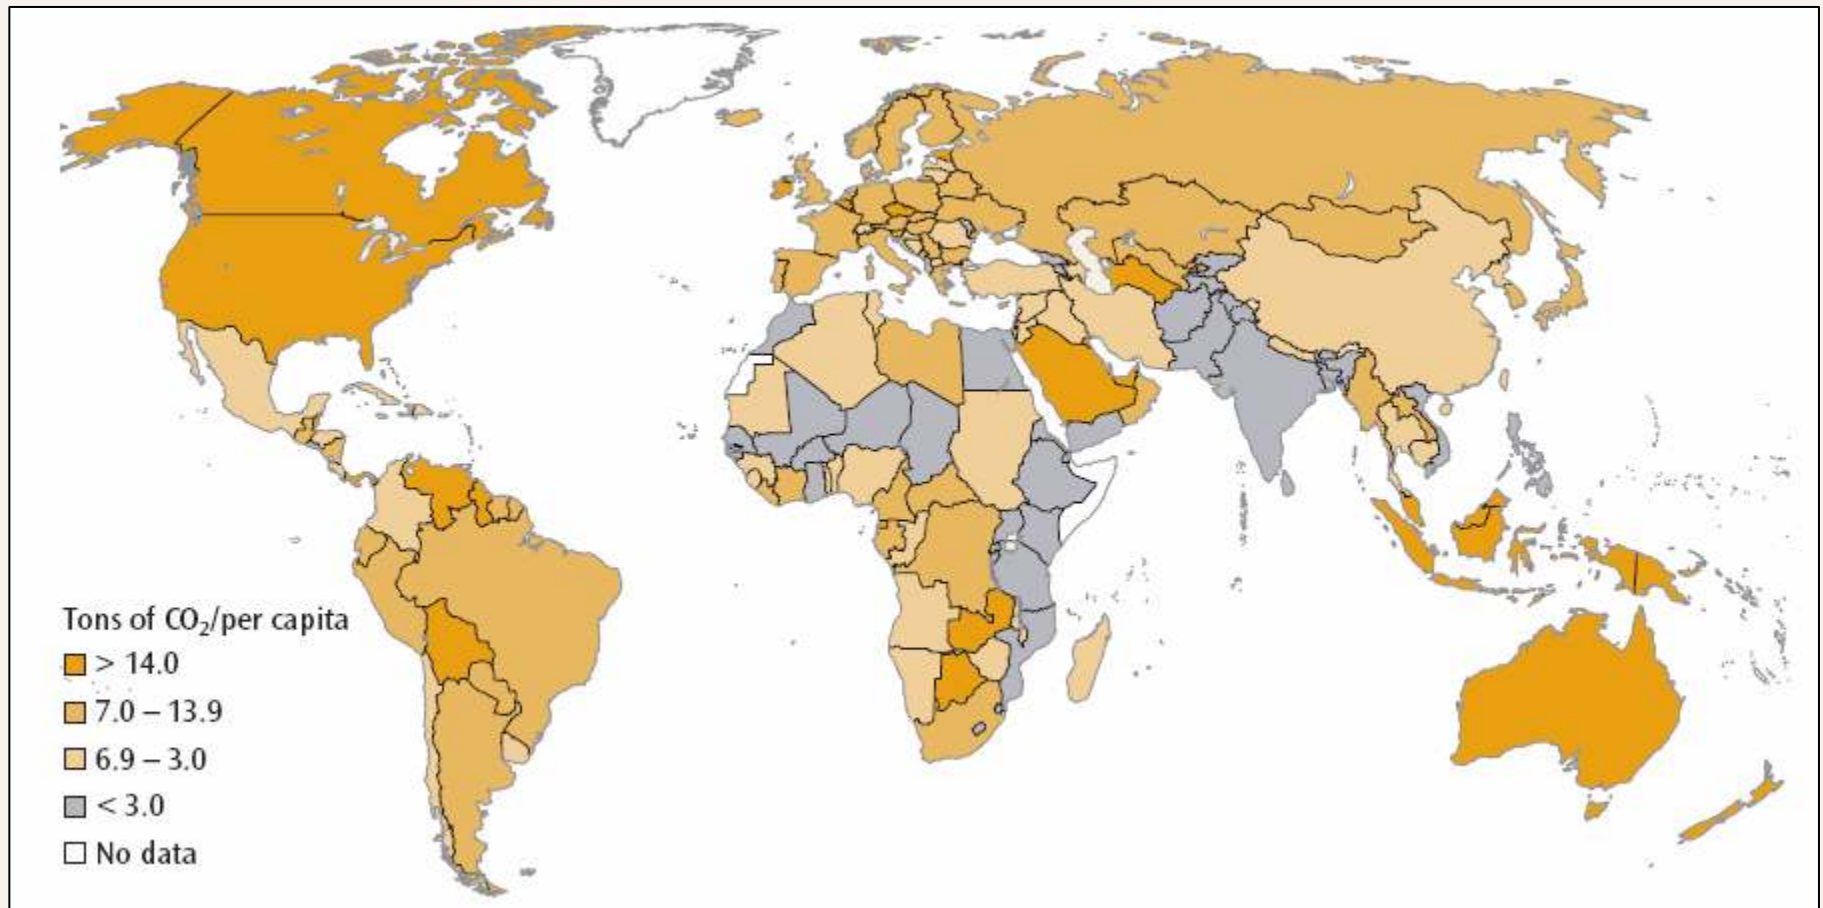 Tons of CO₂/per capita
> 14.0
7.0 – 13.9
6.9 – 3.0
< 3.0
No data